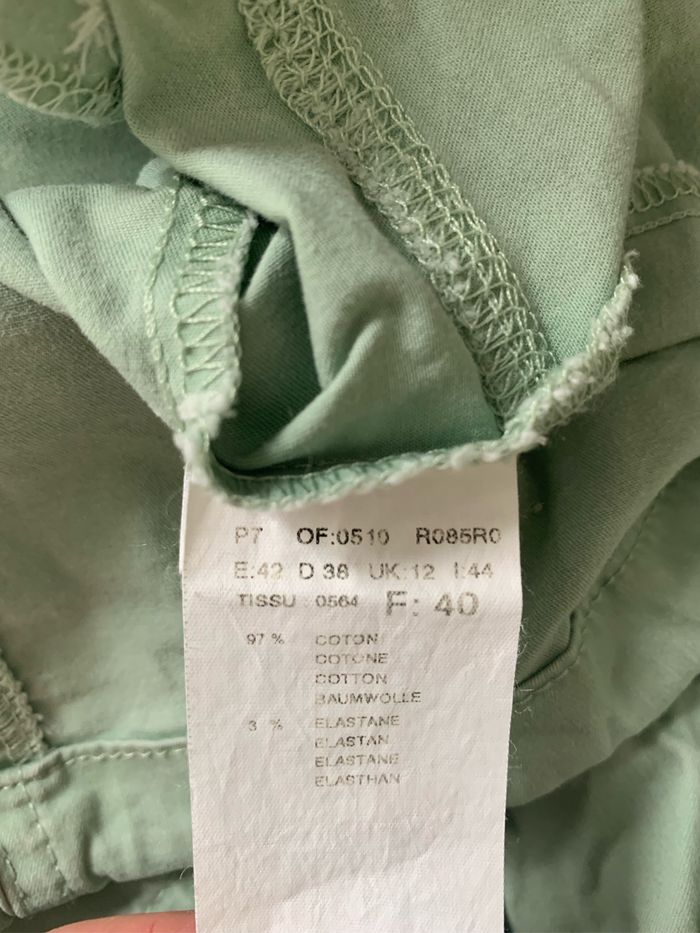 P7 OF:0510 R085R0
E:42 D 38 UK:12 I:44
TISSU : 0564 F: 40
97 % COTON
COTONE
COTTON
BAUMWOLLE
3 % ELASTANE
ELASTAN
ELASTANE
ELASTHAN